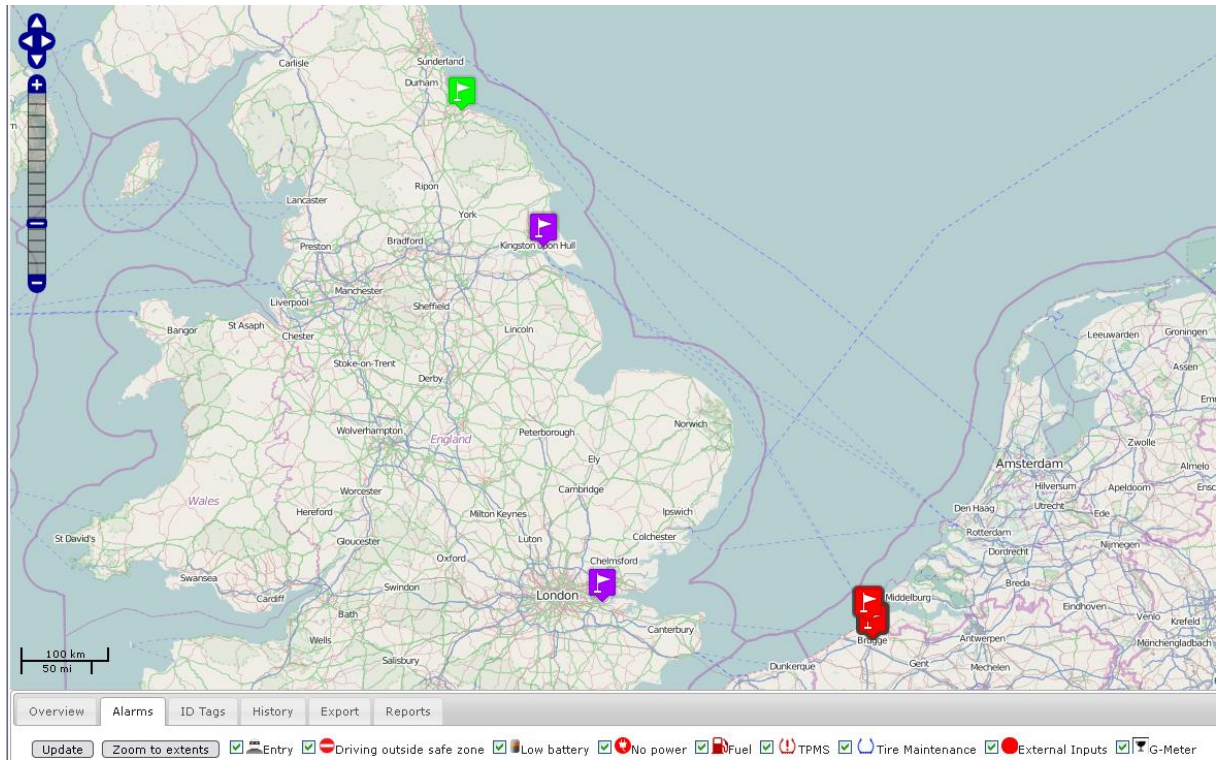 Carlisle
Sunderland
Durham
Ripon
Lancaster
York
Preston
Bradford
Kingston upon Hull
Manchester
Liverpool
Sheffield
Bangor
St Asaph
Chester
Lincoln
Stoke-on-Trent
Derby
Leeuwarden
Groningen
Assen
Norwich
Wolverhampton
England
Peterborough
Zwolle
Ely
Amsterdam
Almelo
Wales
Worcester
Cambridge
Hilversum
Apeldoorn
Hereford
Milton Keynes
Ipswich
Den Haag
Utrecht
Ede
St David's
Gloucester
Luton
Colchester
Rotterdam
Oxford
Chelmsford
Dordrecht
Nijmegen
Swansea
Cardiff
Swindon
London
Middelburg
Breda
Bath
Eindhoven
Venlo
Krefeld
Wells
Canterbury
Brugge
Antwerpen
Mönchengladbach
Salisbury
Dunkerque
Gent
Mechelen
100 km
50 mi
Overview Alarms ID Tags History Export Reports
Update Zoom to extents Entry Driving outside safe zone Low battery No power Fuel TPMS Tire Maintenance External Inputs G-Meter